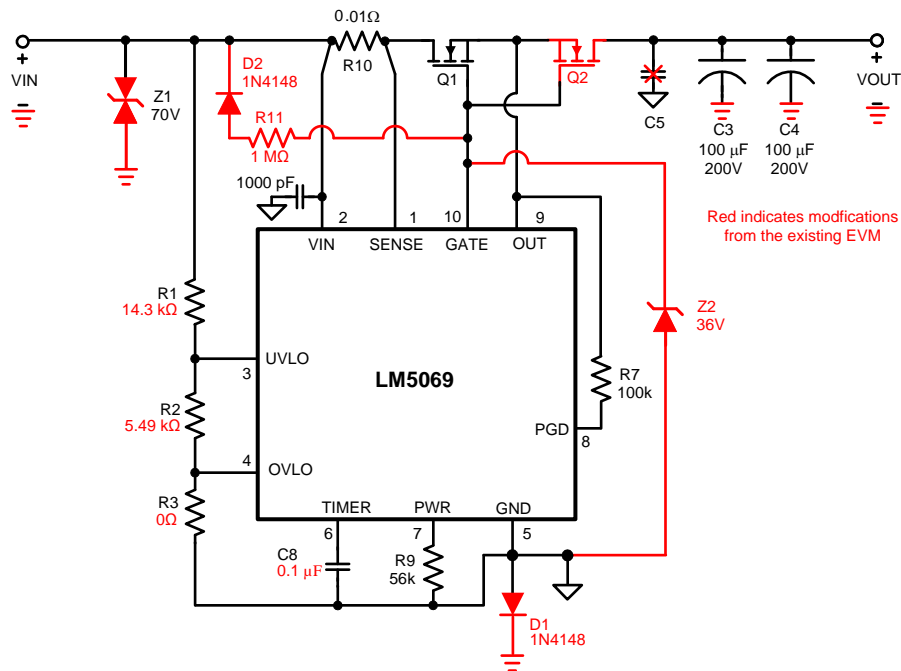 0.01Ω
R10
VIN
+
-
Z1
70V
D2
1N4148
R11
1 MΩ
Q1
Q2
C5
C3
100 µF
200V
C4
100 µF
200V
+
VOUT
-
Red indicates modfications
from the existing EVM
1000 pF
2
1
10
9
VIN
SENSE
GATE
OUT
R1
14.3 kΩ
UVLO
3
LM5069
Z2
36V
R7
100k
R2
5.49 kΩ
PGD
8
4
OVLO
R3
0Ω
TIMER
PWR
GND
6
7
5
C8
0.1 µF
R9
56k
D1
1N4148